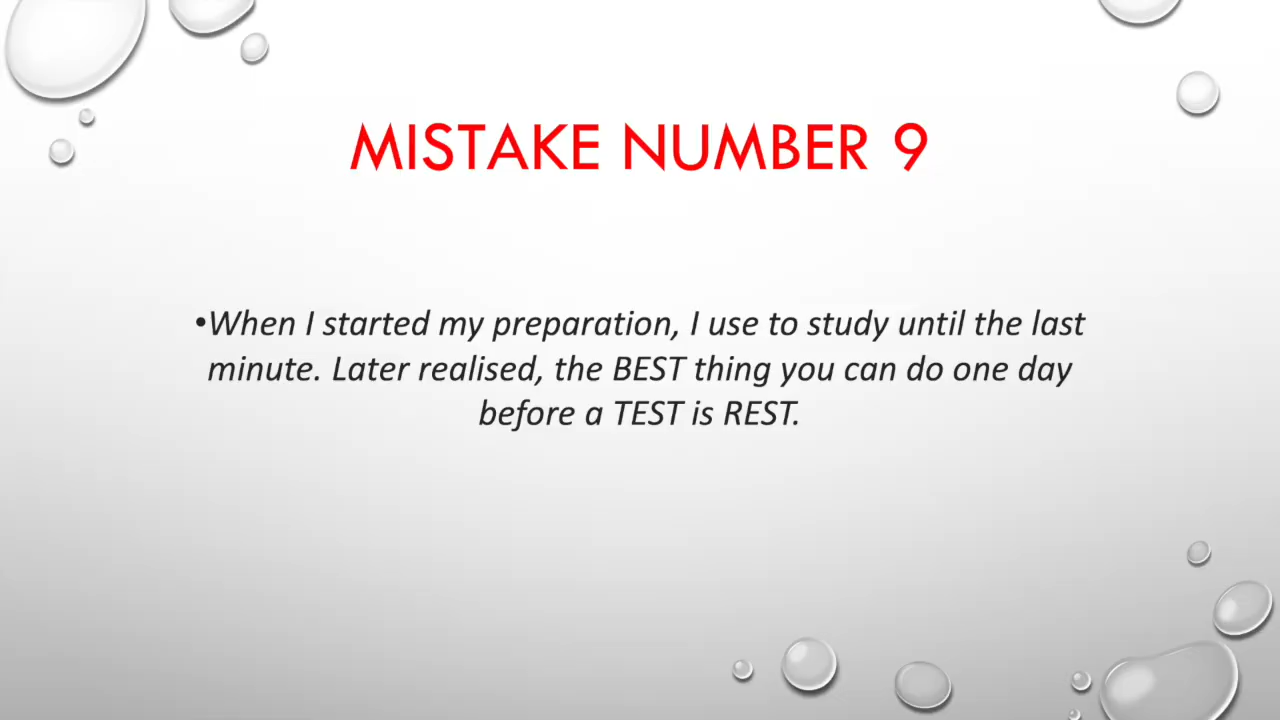 MISTAKE NUMBER 9
•When I started my preparation, I use to study until the last
minute. Later realised, the BEST thing you can do one day
before a TEST is REST.